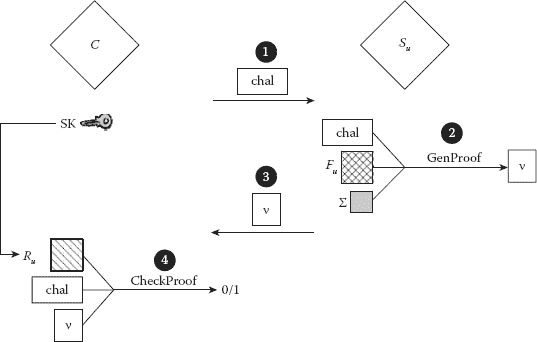 C
S_u
1
chal
SK
chal
2
F_u
GenProof
ν
3
Σ
ν
R_u
4
CheckProof
chal
0/1
ν